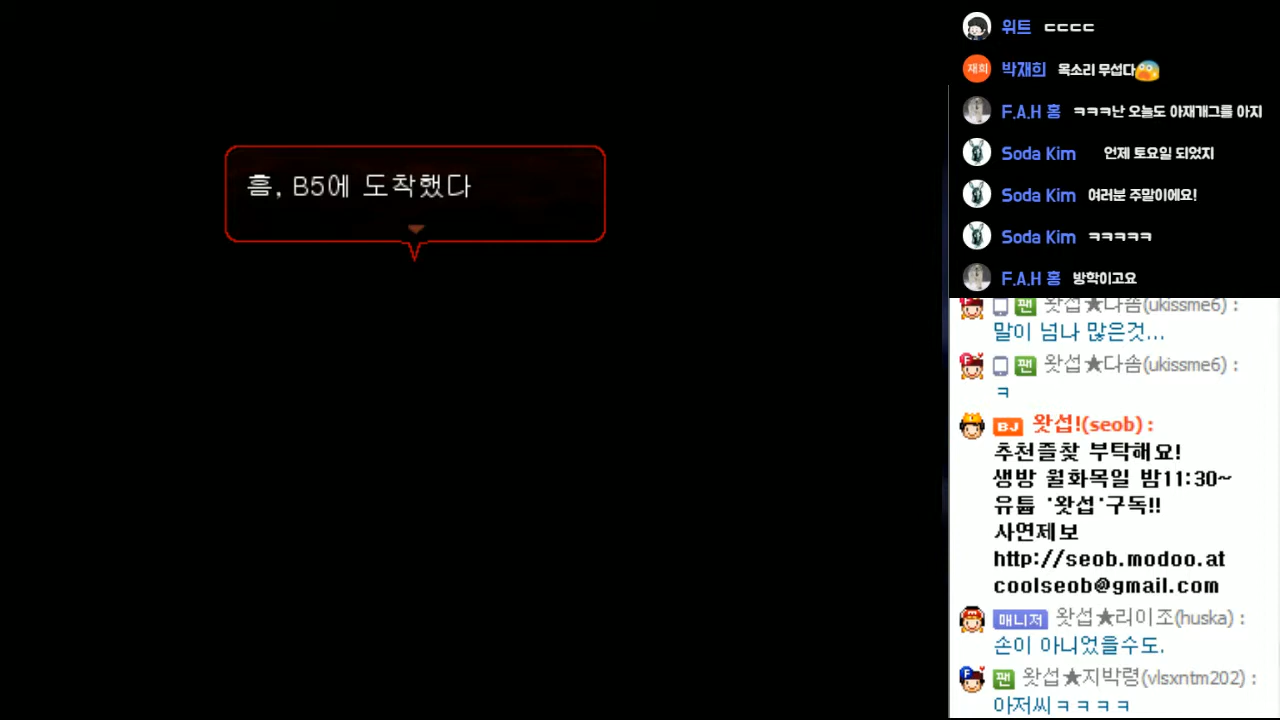 흠, B5에 도착했다
위트 ㄷㄷㄷㄷ
재희 박재희 목소리 무섭다😨
F.A.H 홍 ㅋㅋㅋ난 오늘도 아재개그를 아지
Soda Kim 언제 토요일 되었지
Soda Kim 여러분 주말이에요!
Soda Kim ㅋㅋㅋㅋㅋ
F.A.H 홍 방학이고요
팬 왓섭★다솜(ukissme6) :
말이 넘나 많은것...
팬 왓섭★다솜(ukissme6) :
ㅋ
BJ 왓섭!(seob) :
추천즐찾 부탁해요!
생방 월화목일 밤11:30~
유튭 '왓섭'구독!!
사연제보
http://seob.modoo.at
coolseob@gmail.com
매니저 왓섭★리이조(huska) :
손이 아니었을수도.
팬 왓섭★지박령(vlsxntm202) :
아저씨ㅋㅋㅋㅋ